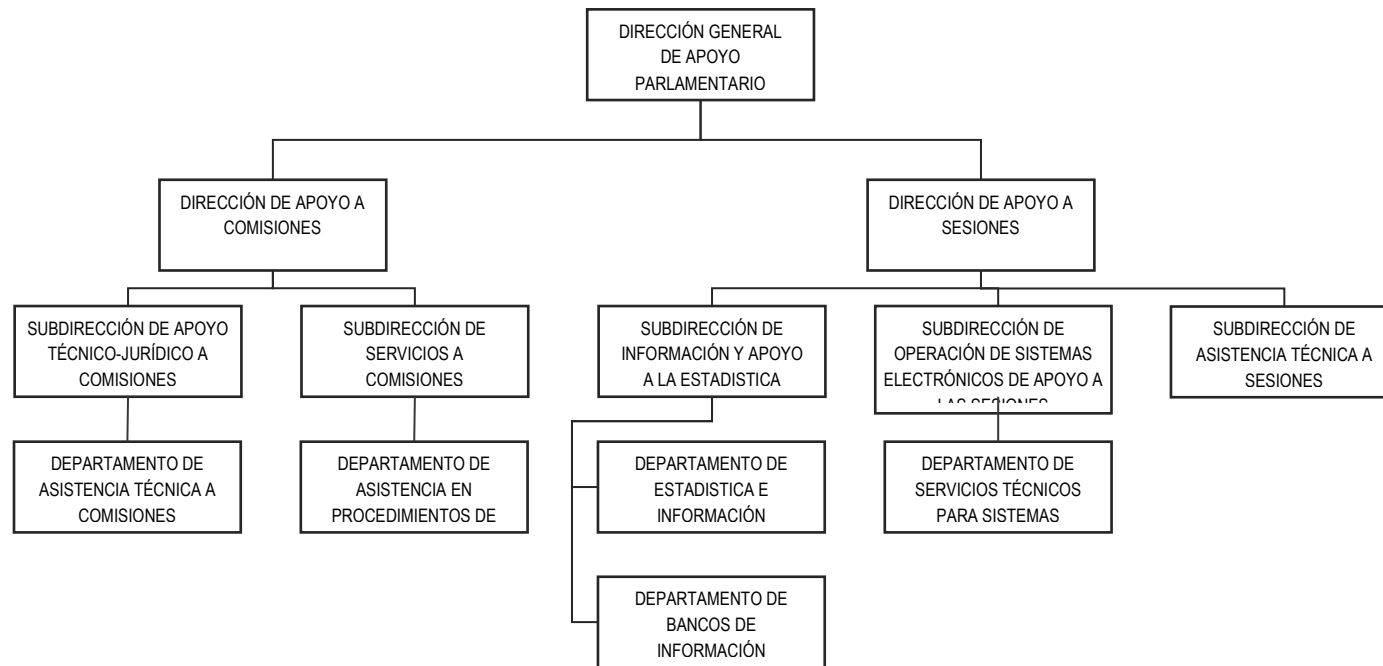 DIRECCIÓN GENERAL
DE APOYO
PARLAMENTARIO
DIRECCIÓN DE APOYO A
COMISIONES
DIRECCIÓN DE APOYO A
SESIONES
SUBDIRECCIÓN DE APOYO
TÉCNICO-JURÍDICO A
COMISIONES
SUBDIRECCIÓN DE
SERVICIOS A
COMISIONES
SUBDIRECCIÓN DE
INFORMACIÓN Y APOYO
A LA ESTADISTICA
SUBDIRECCIÓN DE
OPERACIÓN DE SISTEMAS
ELECTRÓNICOS DE APOYO A
LAS SESIONES
SUBDIRECCIÓN DE
ASISTENCIA TÉCNICA A
SESIONES
DEPARTAMENTO DE
ASISTENCIA TÉCNICA A
COMISIONES
DEPARTAMENTO DE
ASISTENCIA EN
PROCEDIMIENTOS DE
DEPARTAMENTO DE
ESTADISTICA E
INFORMACIÓN
DEPARTAMENTO DE
SERVICIOS TÉCNICOS
PARA SISTEMAS
DEPARTAMENTO DE
BANCOS DE
INFORMACIÓN